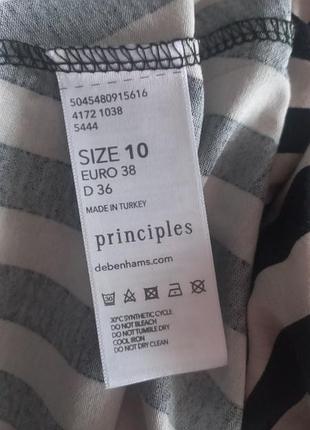 5045480915616
4172 1038
5444
SIZE 10
EURO 38
D 36
MADE IN TURKEY
principles
debenhams.com
30
30°C SYNTHETIC CYCLE
DO NOT BLEACH
DO NOT TUMBLE DRY
COOL IRON
DO NOT DRY CLEAN